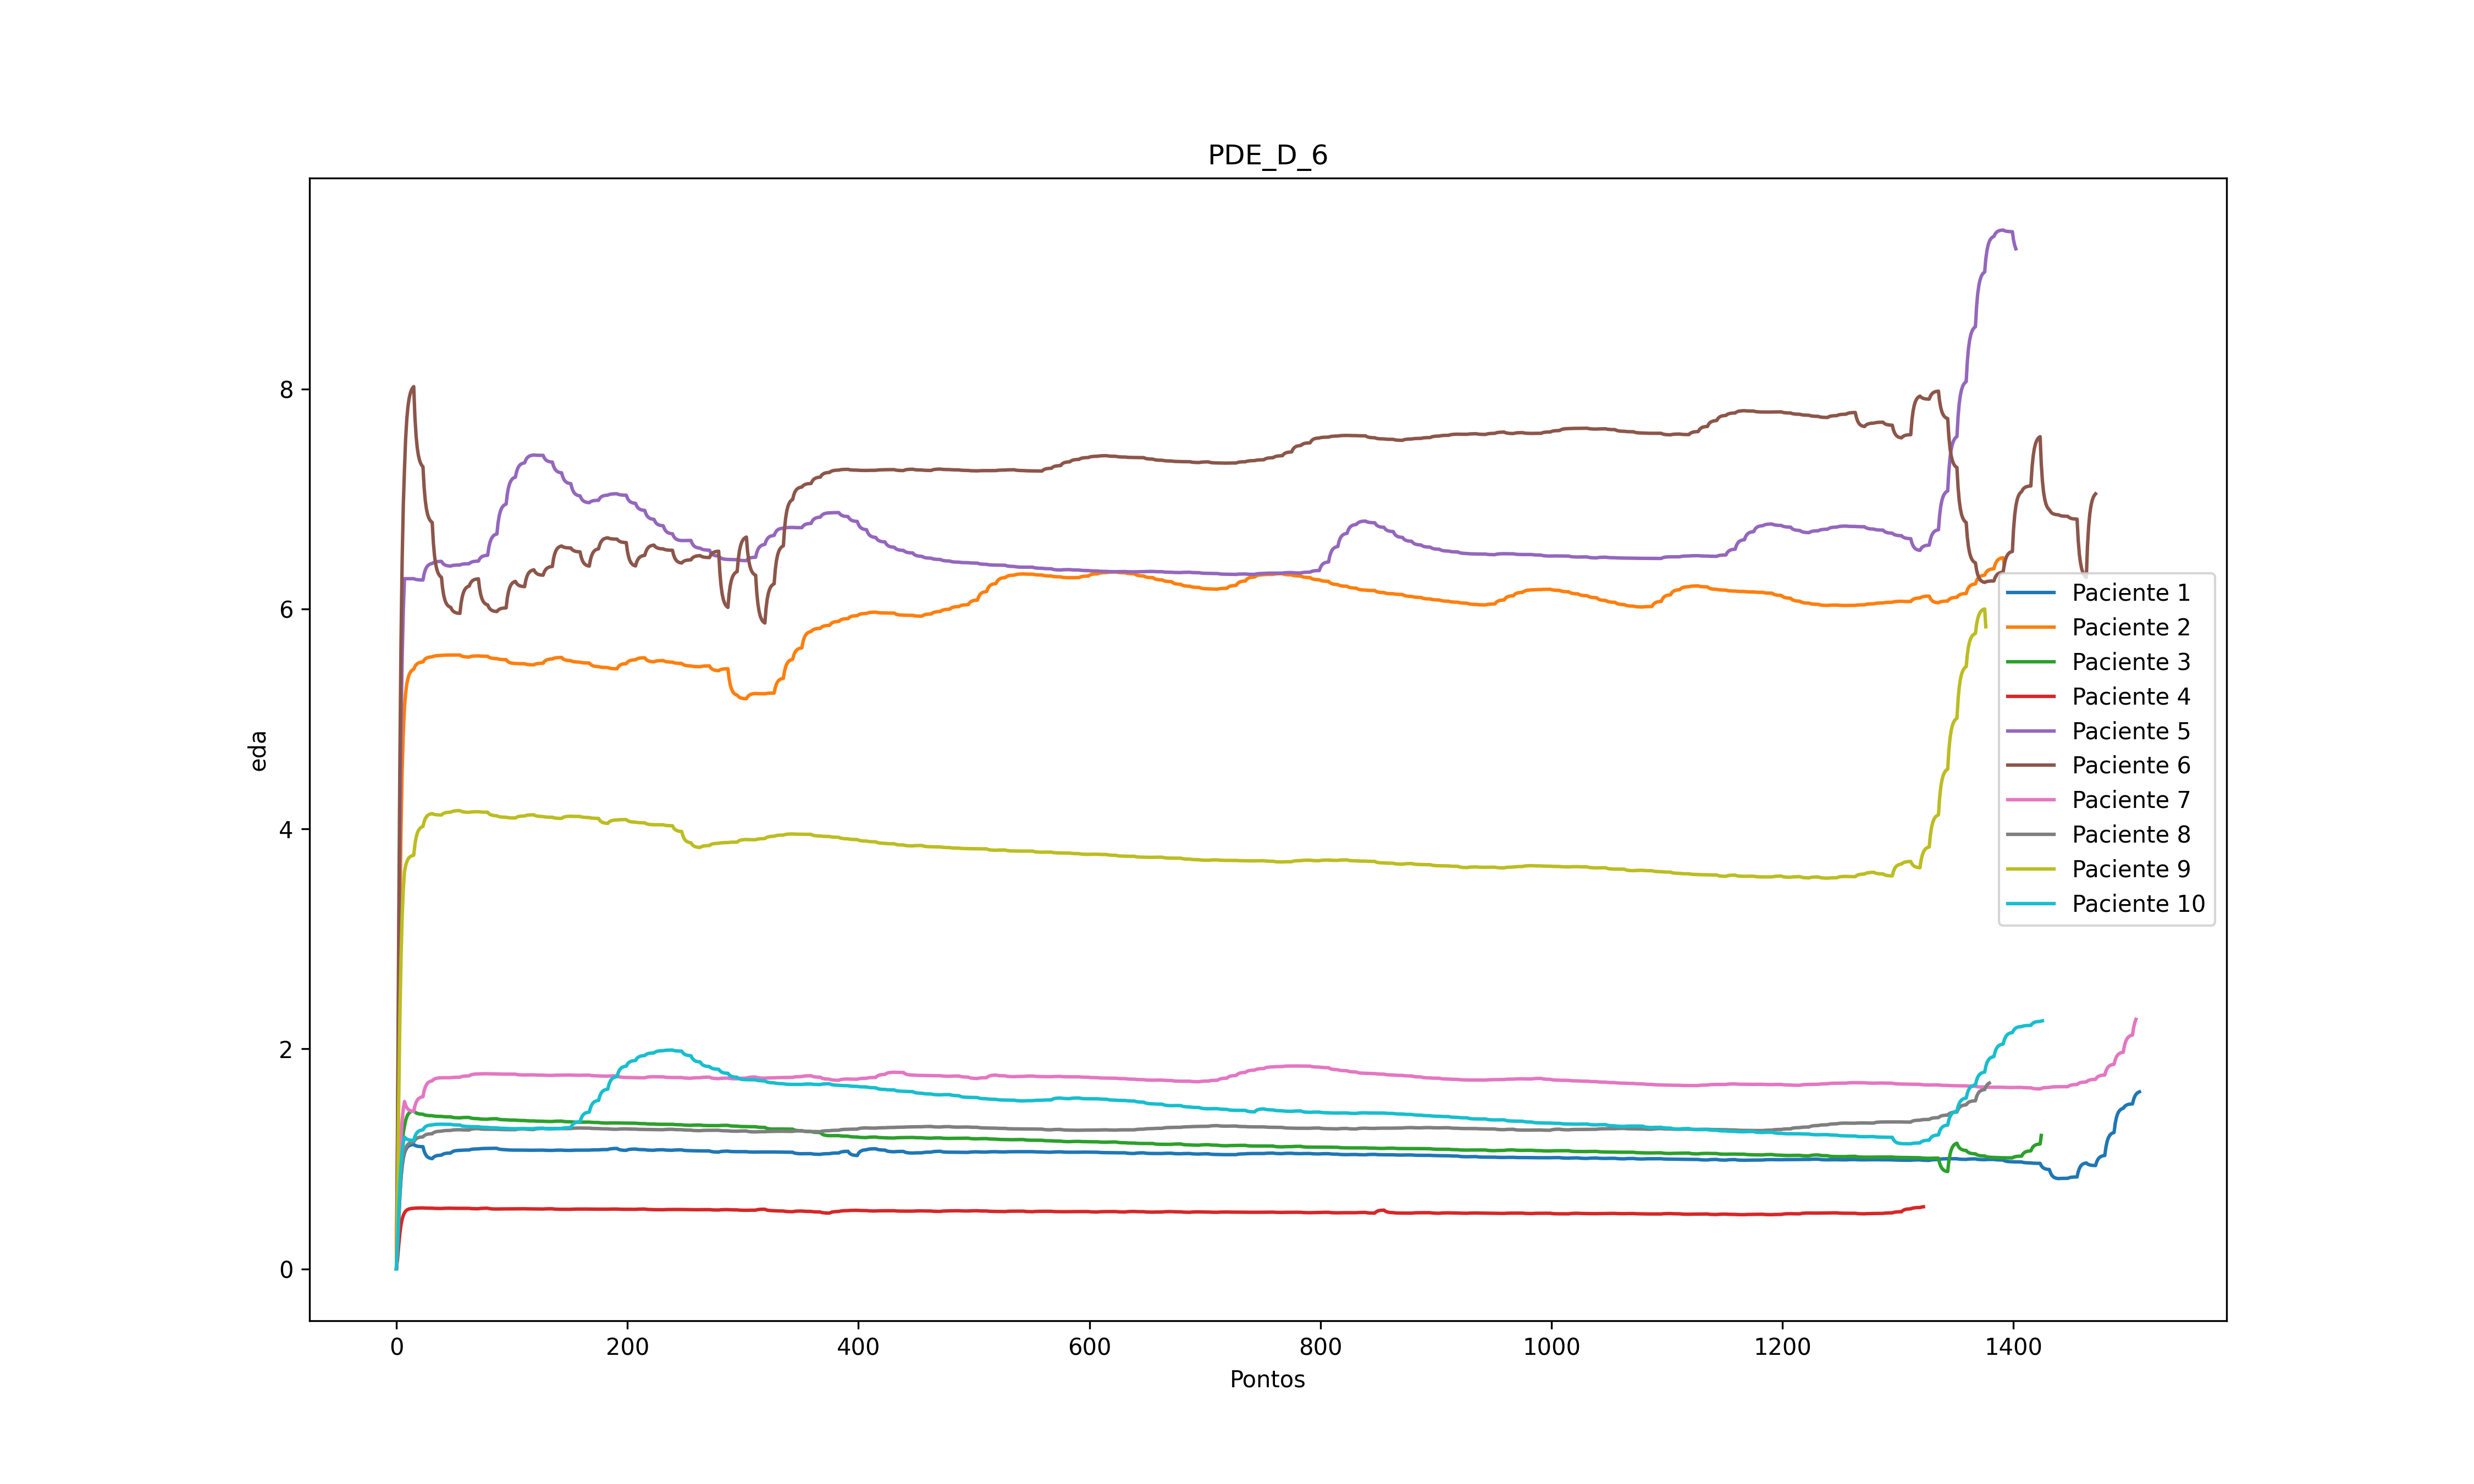 PDE_D_6
eda
8
6
4
2
0
0 200 400 600 800 1000 1200 1400
Pontos
Paciente 1
Paciente 2
Paciente 3
Paciente 4
Paciente 5
Paciente 6
Paciente 7
Paciente 8
Paciente 9
Paciente 10